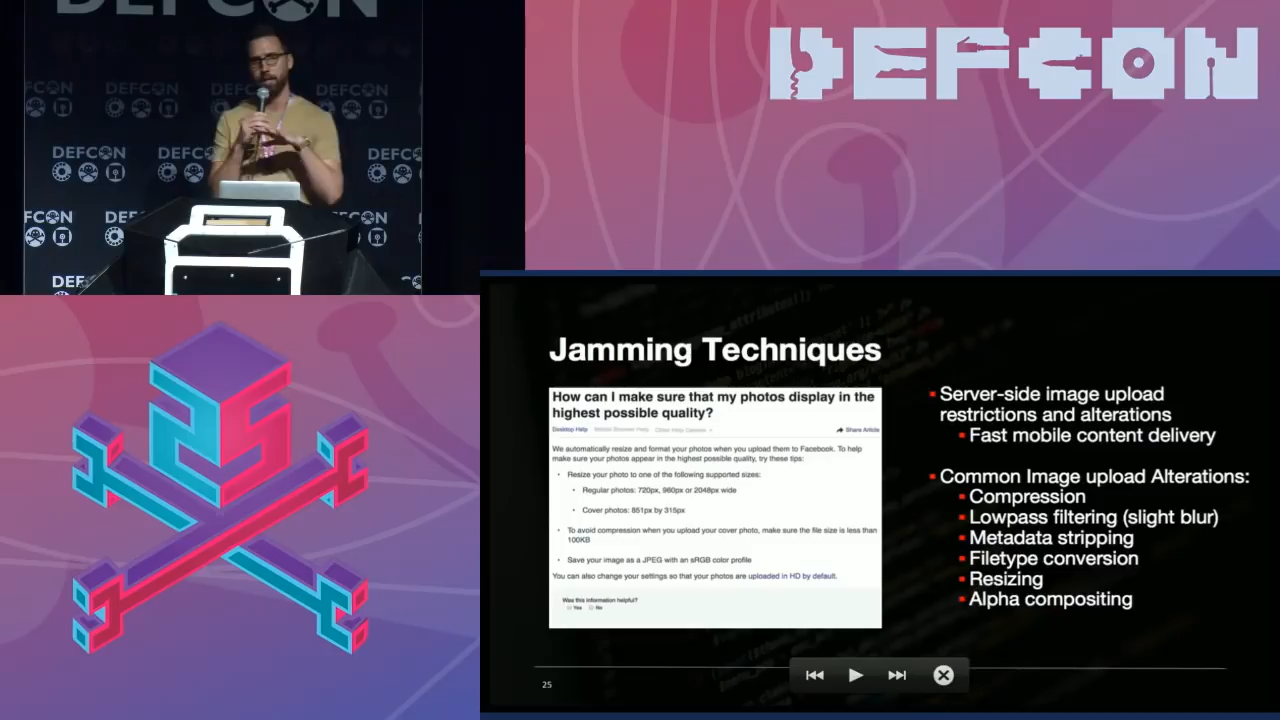 DEFCON
DEFCON
DEFCON
DEFCON
DEFCON
DEFCON
DEFCON
Jamming Techniques
How can I make sure that my photos display in the
highest possible quality?
Desktop Help
Mobile Browser Help
Share Article
We automatically resize and format your photos when you upload them to Facebook. To help
make sure your photos appear in the highest possible quality, try these tips:
• Resize your photo to one of the following supported sizes:
• Regular photos: 720px, 960px or 2048px wide
• Cover photos: 851px by 315px
• To avoid compression when you upload your cover photo, make sure the file size is less than
100KB
• Save your image as a JPEG with an sRGB color profile
You can also change your settings so that your photos are uploaded in HD by default.
Was this information helpful?
Yes No
▪ Server-side image upload
restrictions and alterations
▪ Fast mobile content delivery
▪ Common Image upload Alterations:
▪ Compression
▪ Lowpass filtering (slight blur)
▪ Metadata stripping
▪ Filetype conversion
▪ Resizing
▪ Alpha compositing
25